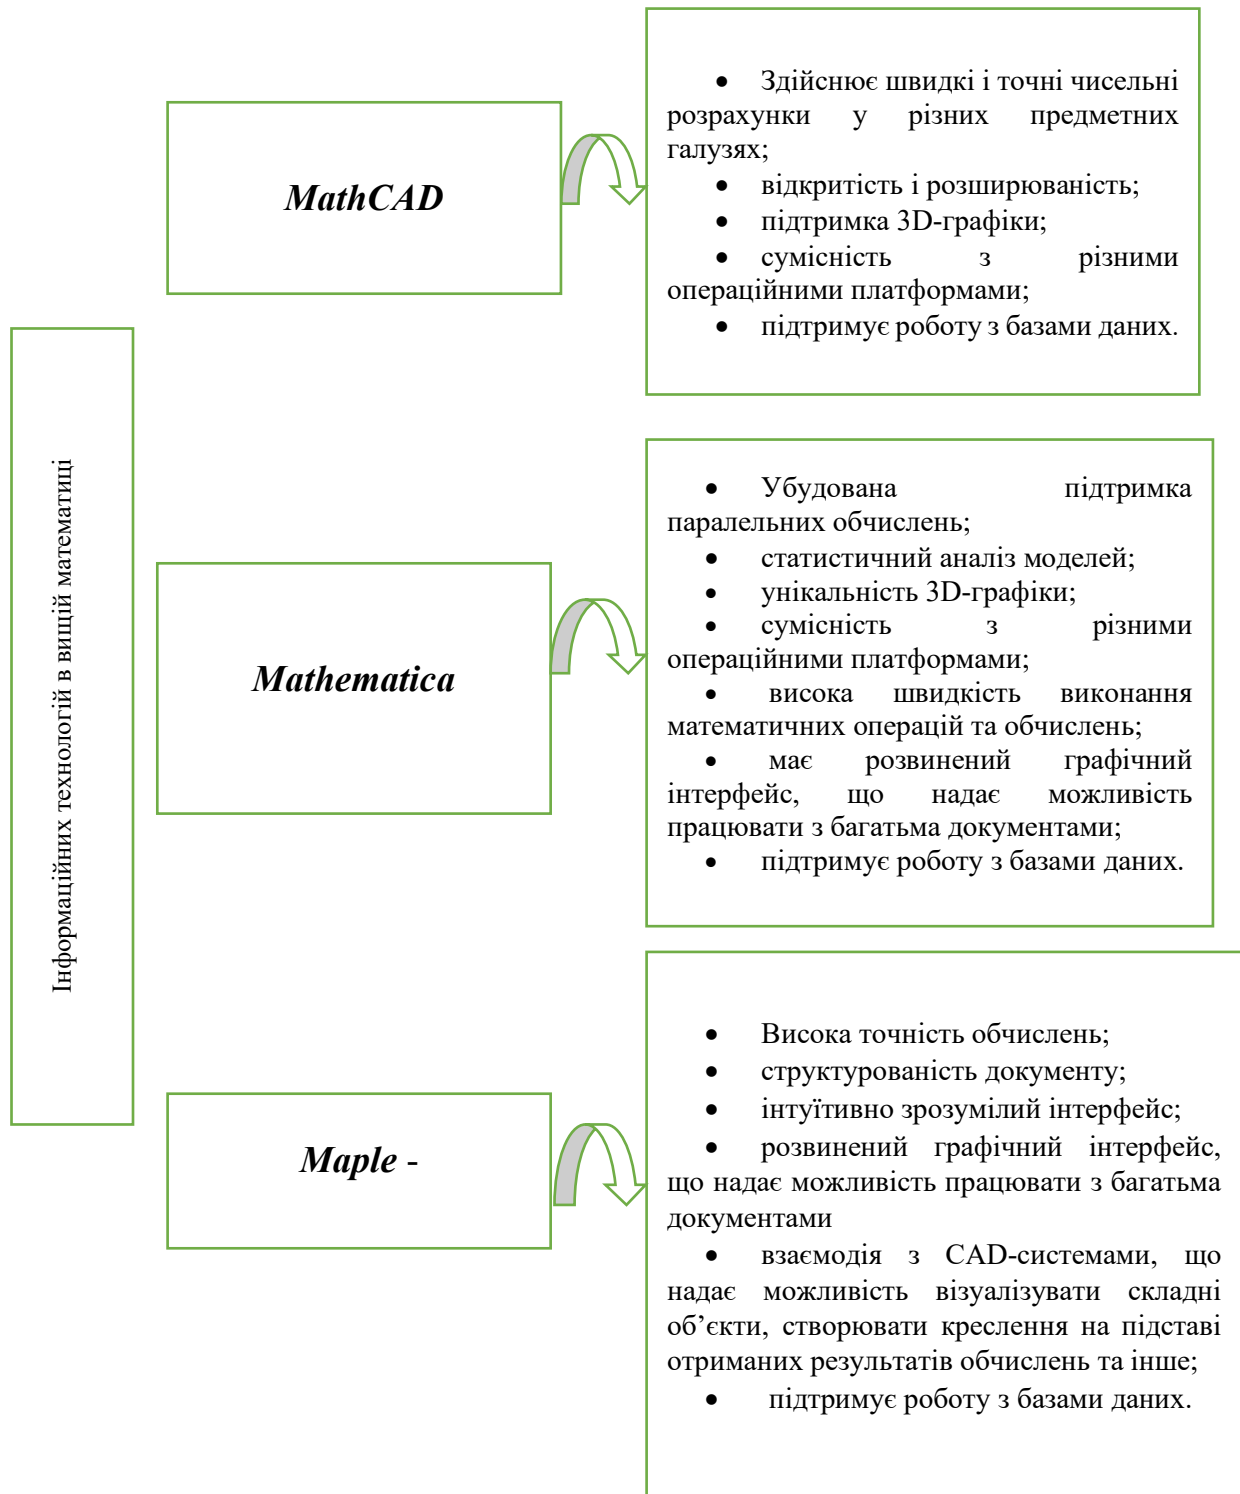 Інформаційних технологій в вищій математиці
MathCAD
• Здійснює швидкі і точні чисельні
розрахунки у різних предметних
галузях;
• відкритість і розширюваність;
• підтримка 3D-графіки;
• сумісність з різними
операційними платформами;
• підтримує роботу з базами даних.
Mathematica
• Убудована підтримка
паралельних обчислень;
• статистичний аналіз моделей;
• унікальність 3D-графіки;
• сумісність з різними
операційними платформами;
• висока швидкість виконання
математичних операцій та обчислень;
• має розвинений графічний
інтерфейс, що надає можливість
працювати з багатьма документами;
• підтримує роботу з базами даних.
Maple -
• Висока точність обчислень;
• структурованість документу;
• інтуїтивно зрозумілий інтерфейс;
• розвинений графічний інтерфейс,
що надає можливість працювати з багатьма
документами
• взаємодія з CAD-системами, що
надає можливість візуалізувати складні
об’єкти, створювати креслення на підставі
отриманих результатів обчислень та інше;
• підтримує роботу з базами даних.